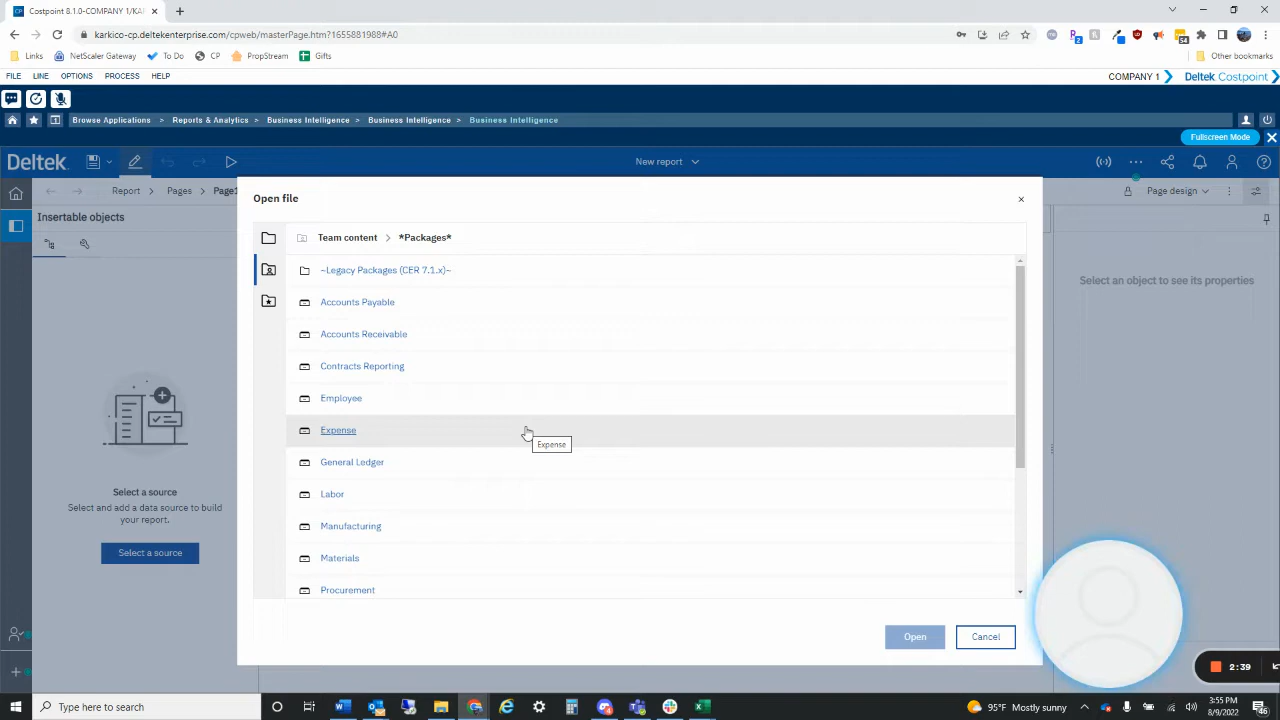 Costpoint 8.1.0-COMPANY 1/KAR
karkico-cp.deltekenterprise.com/cpweb/masterPage.htm?1655881988#A0
Links NetScaler Gateway To Do CP PropStream Gifts Other bookmarks
FILE LINE OPTIONS PROCESS HELP COMPANY 1 Deltek Costpoint
Browse Applications Reports & Analytics Business Intelligence Business Intelligence Business Intelligence
Fullscreen Mode
Deltek New report
Report Pages Page1 Page design
Insertable objects
Open file
Team content *Packages*
~Legacy Packages (CER 7.1.x)~
Select an object to see its properties
Accounts Payable
Accounts Receivable
Contracts Reporting
Employee
Expense
Expense
General Ledger
Labor
Manufacturing
Materials
Procurement
Select a source
Select and add a data source to build
your report.
Select a source
Open Cancel
2:39
Type here to search
95°F Mostly sunny
3:55 PM
8/9/2022